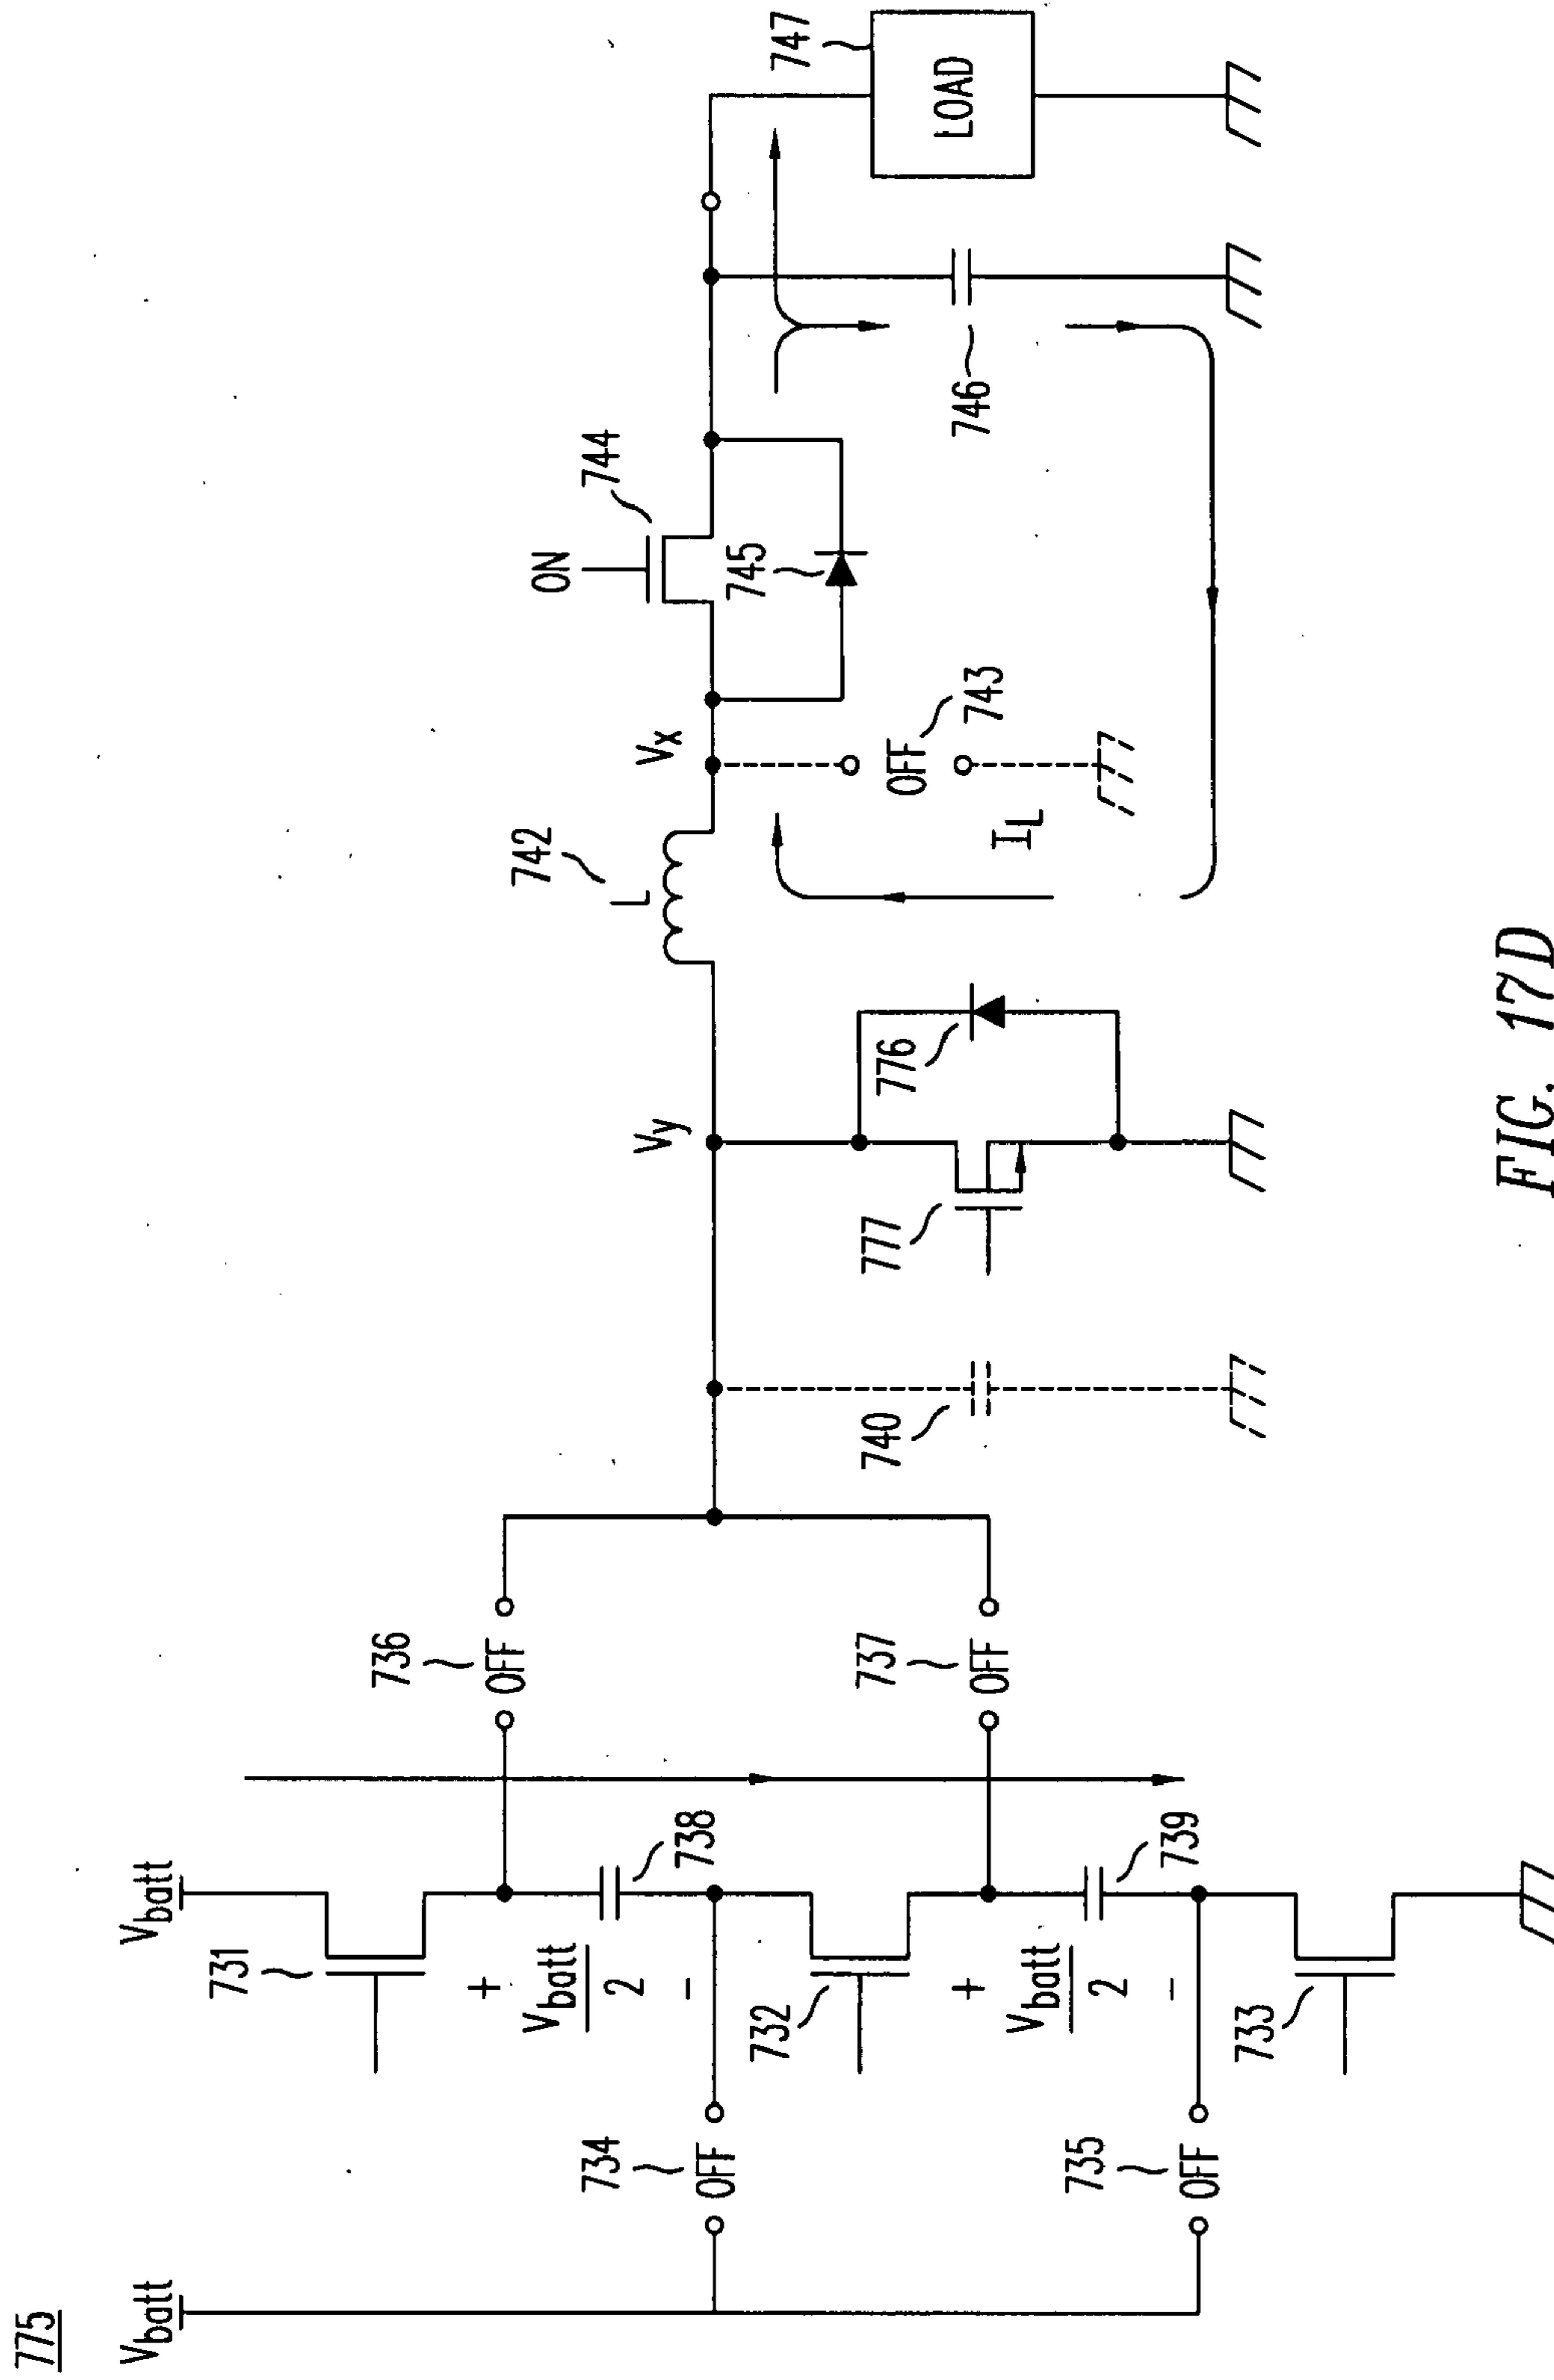 775
Vbatt
Vbatt
731
736
+
Vbatt
2
-
738
734
OFF
OFF
732
737
+
Vbatt
2
-
739
735
OFF
OFF
733
740
777
776
Vy
742
L
Vx
IL
OFF
743
ON
744
745
746
747
LOAD
FIG. 17D